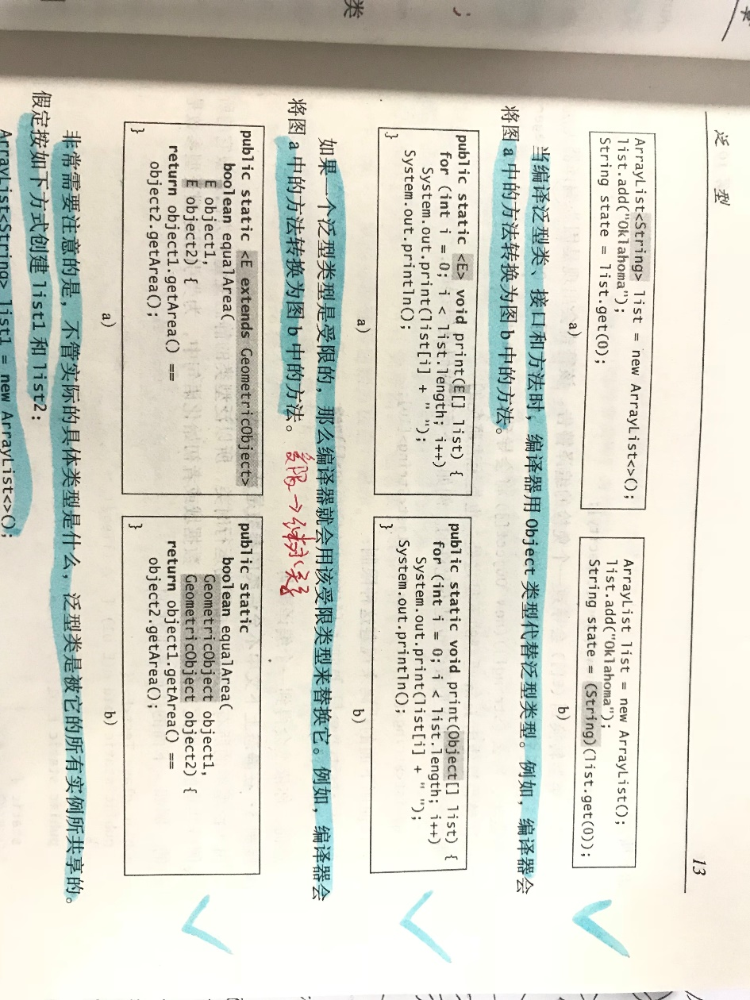 泛 型
13
ArrayList<String> list = new ArrayList<>();
list.add("Oklahoma");
String state = list.get(0);
a)
ArrayList list = new ArrayList();
list.add("Oklahoma");
String state = (String)(list.get(0));
b)
当编译泛型类、接口和方法时，编译器用 Object 类型代替泛型类型。例如，编译器会
将图 a 中的方法转换为图 b 中的方法。
public static <E> void print(E[] list) {
for (int i = 0; i < list.length; i++)
System.out.print(list[i] + " ");
System.out.println();
}
a)
public static void print(Object[] list) {
for (int i = 0; i < list.length; i++)
System.out.print(list[i] + " ");
System.out.println();
}
b)
如果一个泛型类型是受限的，那么编译器就会用该受限类型来替换它。例如，编译器会
将图 a 中的方法转换为图 b 中的方法。
受限→继承关系
public static <E extends GeometricObject>
boolean equalArea(
E object1,
E object2) {
return object1.getArea() ==
object2.getArea();
}
a)
public static
boolean equalArea(
GeometricObject object1,
GeometricObject object2) {
return object1.getArea() ==
object2.getArea();
}
b)
非常需要注意的是，不管实际的具体类型是什么，泛型类是被它的所有实例所共享的。
假定按如下方式创建 list1 和 list2：
ArrayList<String> list1 = new ArrayList<>();
类